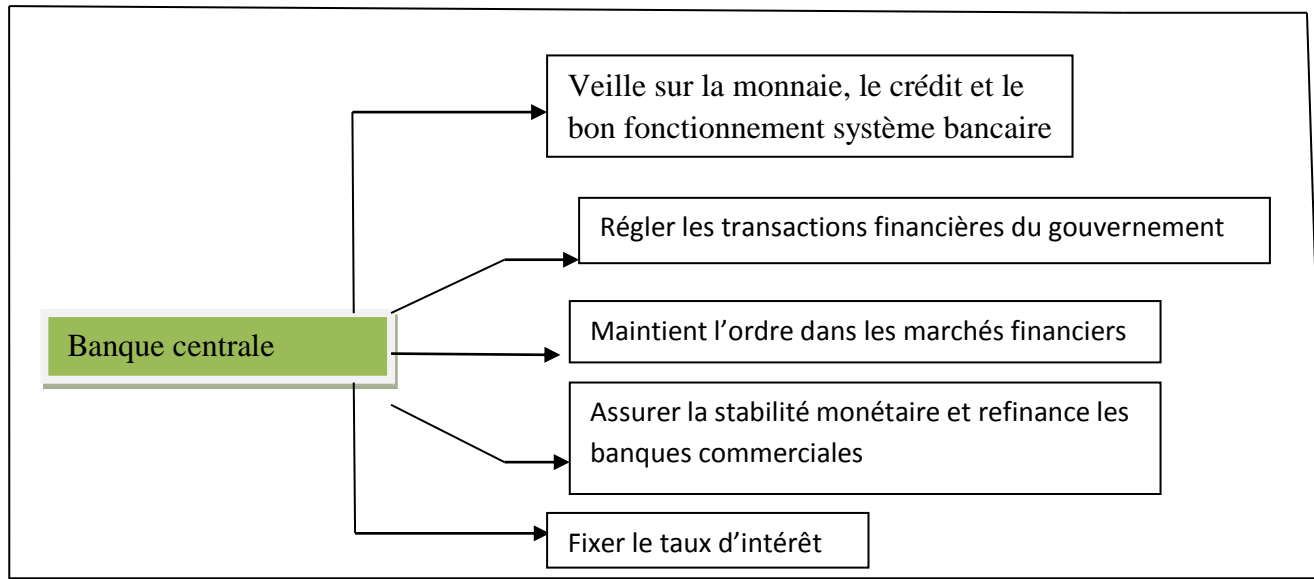 Veille sur la monnaie, le crédit et le
bon fonctionnement système bancaire
Régler les transactions financières du gouvernement
Banque centrale
Maintient l’ordre dans les marchés financiers
Assurer la stabilité monétaire et refinance les
banques commerciales
Fixer le taux d’intérêt